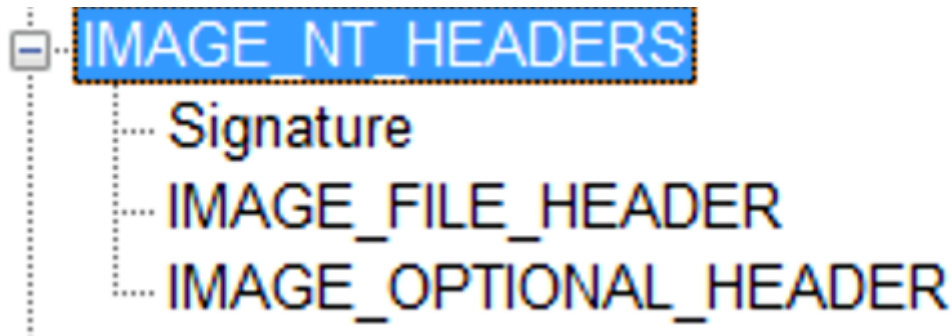 IMAGE_NT_HEADERS
Signature
IMAGE_FILE_HEADER
IMAGE_OPTIONAL_HEADER